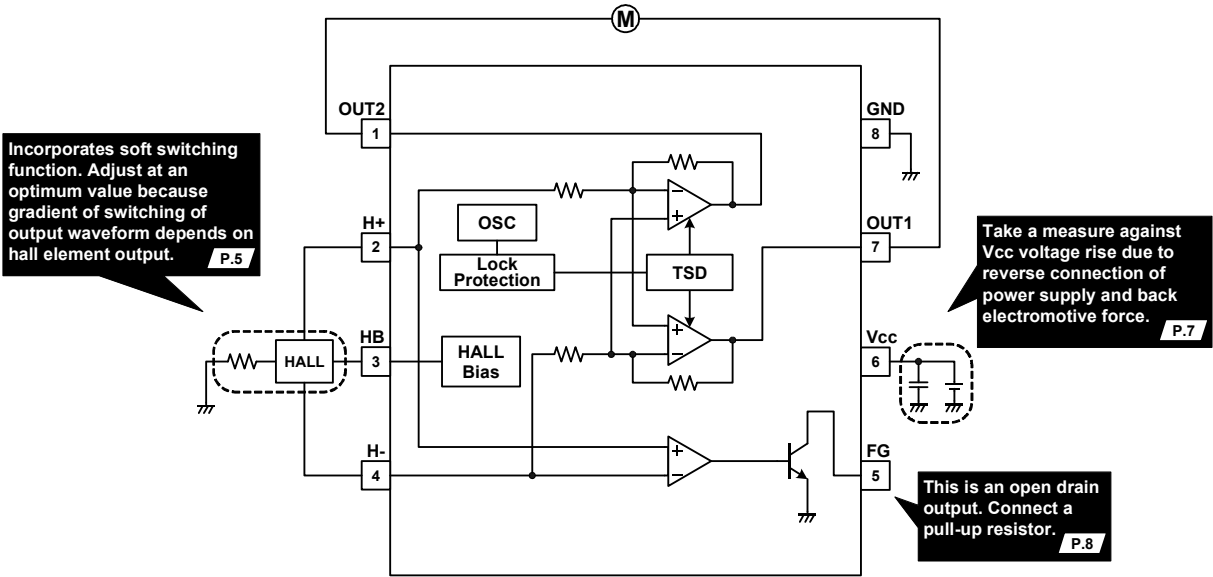 M
OUT2
1
GND
8
Incorporates soft switching
function. Adjust at an
optimum value because
gradient of switching of
output waveform depends on
hall element output.
P.5
H+
2
OSC
Lock
Protection
TSD
OUT1
7
Take a measure against
Vcc voltage rise due to
reverse connection of
power supply and back
electromotive force.
P.7
HALL
HB
3
HALL
Bias
Vcc
6
H-
4
FG
5
This is an open drain
output. Connect a
pull-up resistor.
P.8
−
+
+
−
+
−